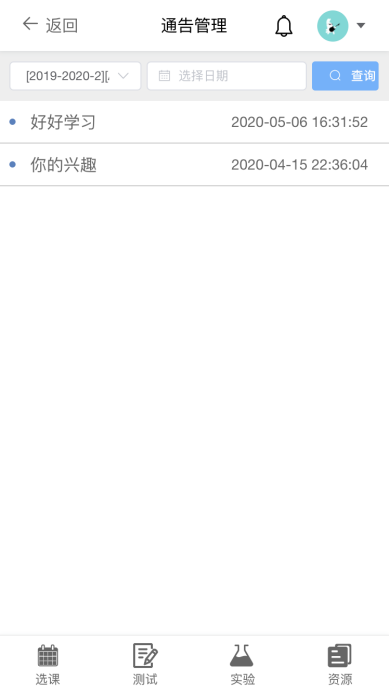 返回 通告管理
[2019-2020-2][ 选择日期 查询
好好学习 2020-05-06 16:31:52
你的兴趣 2020-04-15 22:36:04
选课 测试 实验 资源